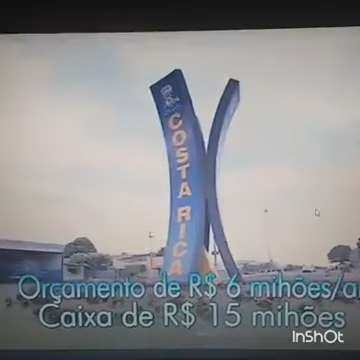 COSTA RICA
Orçamento de R$ 6 mihões/a
Caixa de R$ 15 mihões
InShOt